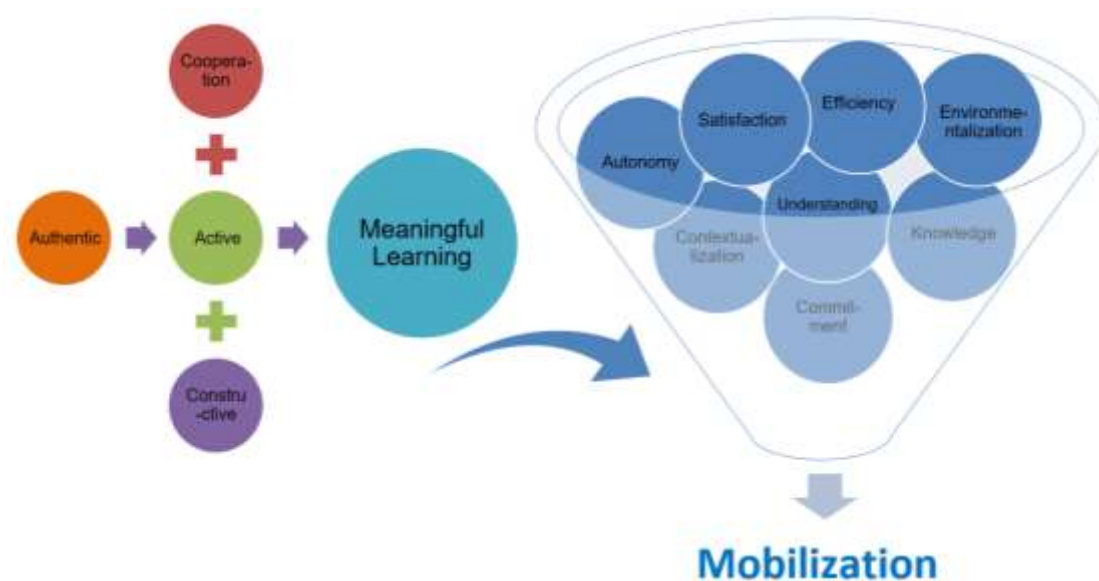 Coopera-
tion
Authentic
Active
Constru
-ctive
Meaningful
Learning
Autonomy
Satisfaction
Efficiency
Environme-
ntalization
Contextua-
lization
Understanding
Knowledge
Commit-
ment
Mobilization